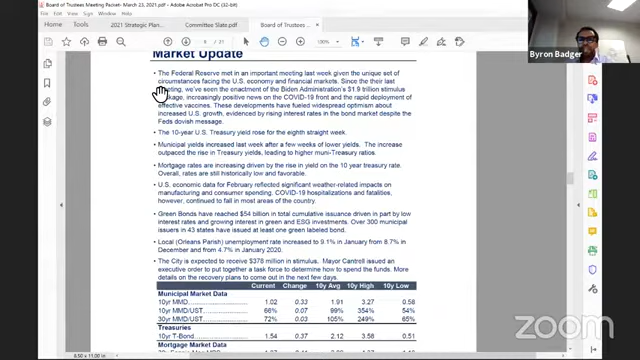 Board of Trustees Meeting Packet- March 23, 2021.pdf - Adobe Acrobat Pro DC (32-bit)
File Edit View Sign Window Help
2021 Strategic Plan... Committee Slate.pdf... Board of Trustees ...
Byron Badger
Market Update
• The Federal Reserve met in an important meeting last week given the unique set of
circumstances facing the U.S. economy and financial markets. Since the their last
we've seen the enactment of the Biden Administration's $1.9 trillion stimulus
increasingly positive news on the COVID-19 front and the rapid deployment of
effective vaccines. These developments have fueled widespread optimism about
increased U.S. growth, evidenced by rising interest rates in the bond market despite the
Feds dovish message.
• The 10-year U.S. Treasury yield rose for the eighth straight week.
• Municipal yields increased last week after a few weeks of lower yields. The increase
outpaced the rise in Treasury yields, leading to higher muni-Treasury ratios.
• Mortgage rates are increasing driven by the rise in yield on the 10 year treasury rate.
Overall, rates are still historically low and favorable.
• U.S. economic data for February reflected significant weather-related impacts on
manufacturing and consumer spending. COVID-19 hospitalizations and fatalities,
however, continued to fall in most areas of the country.
• Green Bonds have reached $54 billion in total cumulative issuance driven in part by low
interest rates and growing interest in green and ESG investments. Over 300 municipal
issuers in 43 states have issued at least one green labeled bond.
• Local (Orleans Parish) unemployment rate increased to 9.1% in January from 8.7% in
December and from 4.7% in January 2020.
• The City is expected to receive $378 million in stimulus. Mayor Cantrell issued an
executive order to put together a task force to determine how to spend the funds. More
details on the recovery plans to come out in the next few days.
Current Change 10y Avg 10y High 10y Low
Municipal Market Data
10yr MMD 1.02 0.33 1.91 3.27 0.58
10yr MMD/UST 66% 0.07 99% 354% 54%
30yr MMD/UST 72% 0.03 105% 249% 65%
Treasuries
10yr T-Bond 1.54 0.37 2.12 3.58 0.51
Mortgage Market Data
8.50 x 11.00 in
zoom